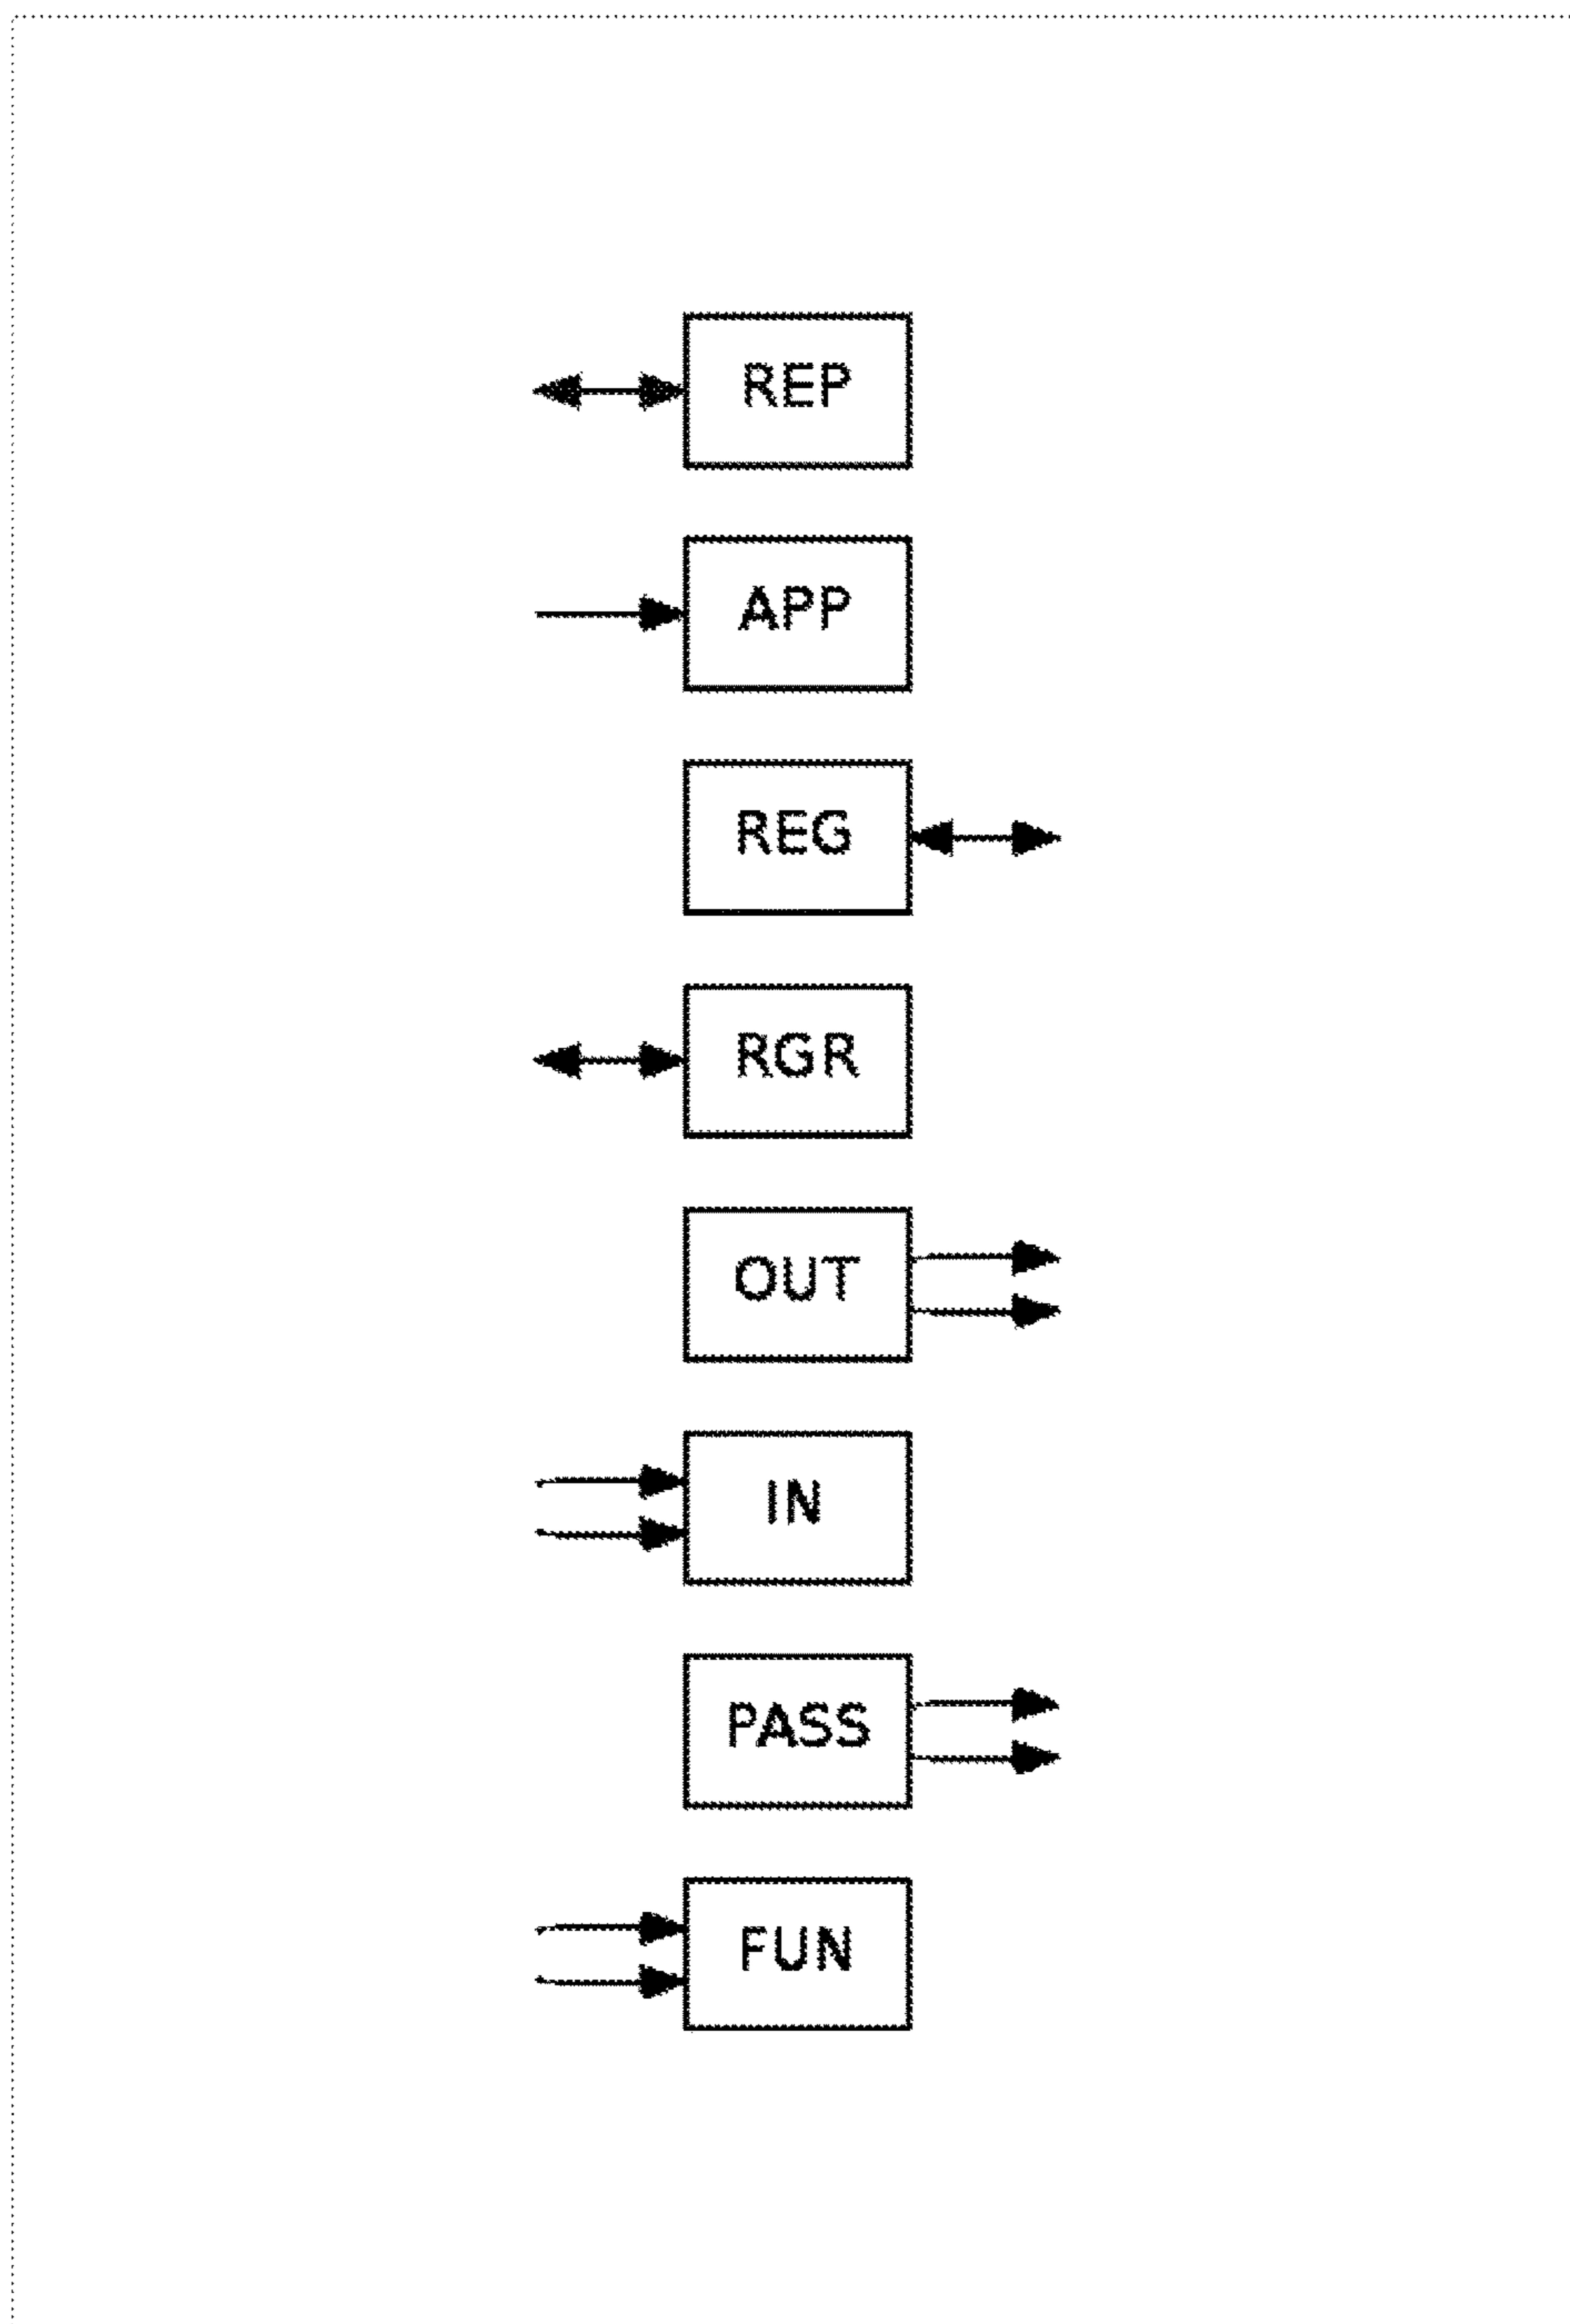 REP
APP
REG
RGR
OUT
IN
PASS
FUN